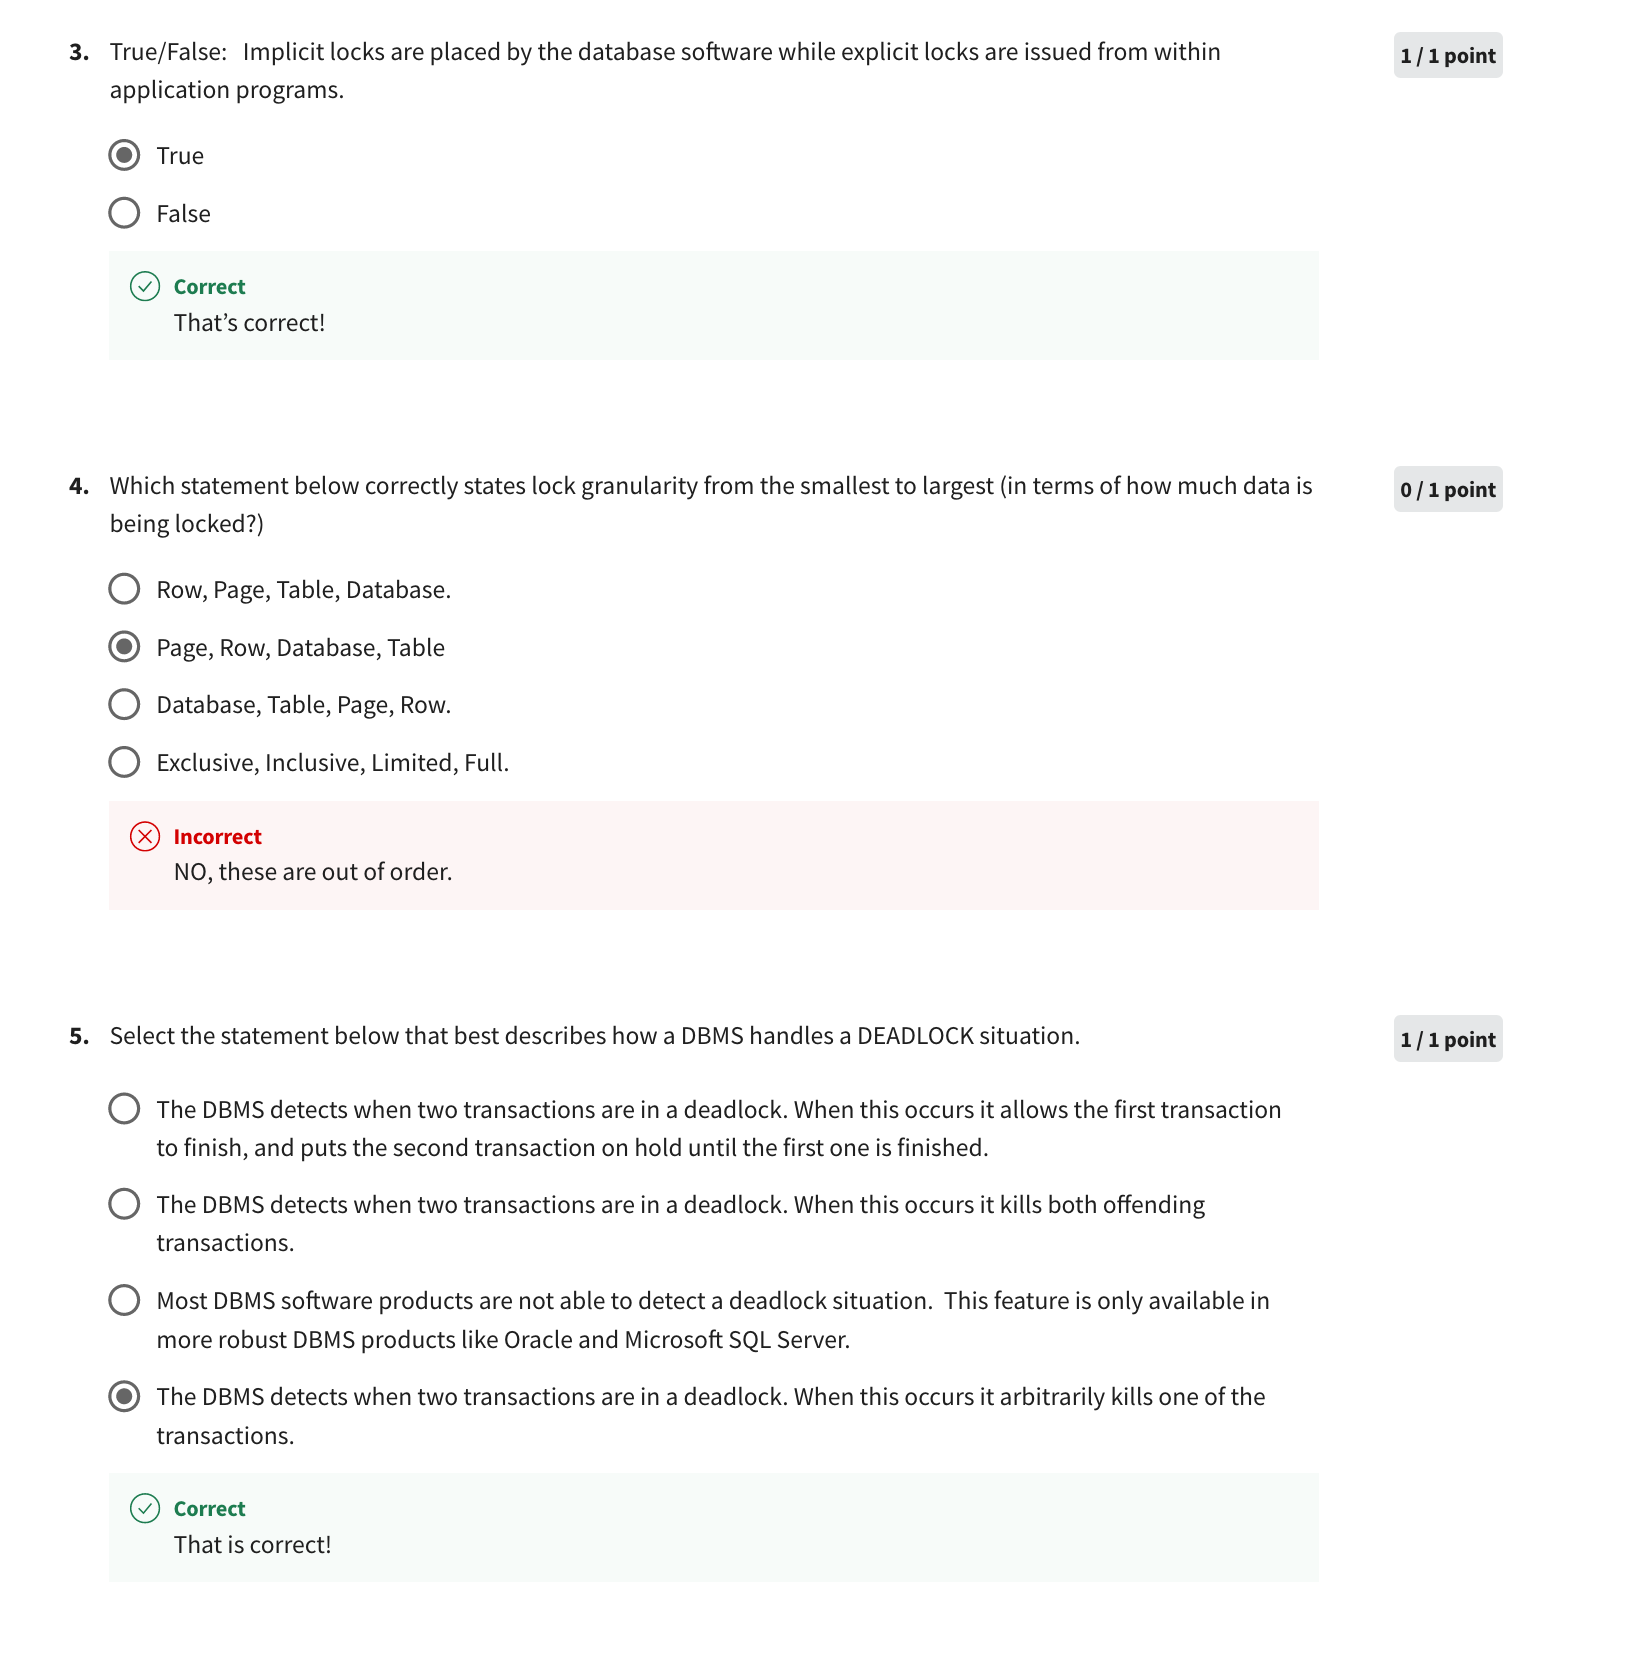 3. True/False:   Implicit locks are placed by the database software while explicit locks are issued from within
application programs.
1 / 1 point
True
False
Correct
That’s correct!
4. Which statement below correctly states lock granularity from the smallest to largest (in terms of how much data is
being locked?)
0 / 1 point
Row, Page, Table, Database.
Page, Row, Database, Table
Database, Table, Page, Row.
Exclusive, Inclusive, Limited, Full.
Incorrect
NO, these are out of order.
5. Select the statement below that best describes how a DBMS handles a DEADLOCK situation.
1 / 1 point
The DBMS detects when two transactions are in a deadlock. When this occurs it allows the first transaction
to finish, and puts the second transaction on hold until the first one is finished.
The DBMS detects when two transactions are in a deadlock. When this occurs it kills both offending
transactions.
Most DBMS software products are not able to detect a deadlock situation.  This feature is only available in
more robust DBMS products like Oracle and Microsoft SQL Server.
The DBMS detects when two transactions are in a deadlock. When this occurs it arbitrarily kills one of the
transactions.
Correct
That is correct!